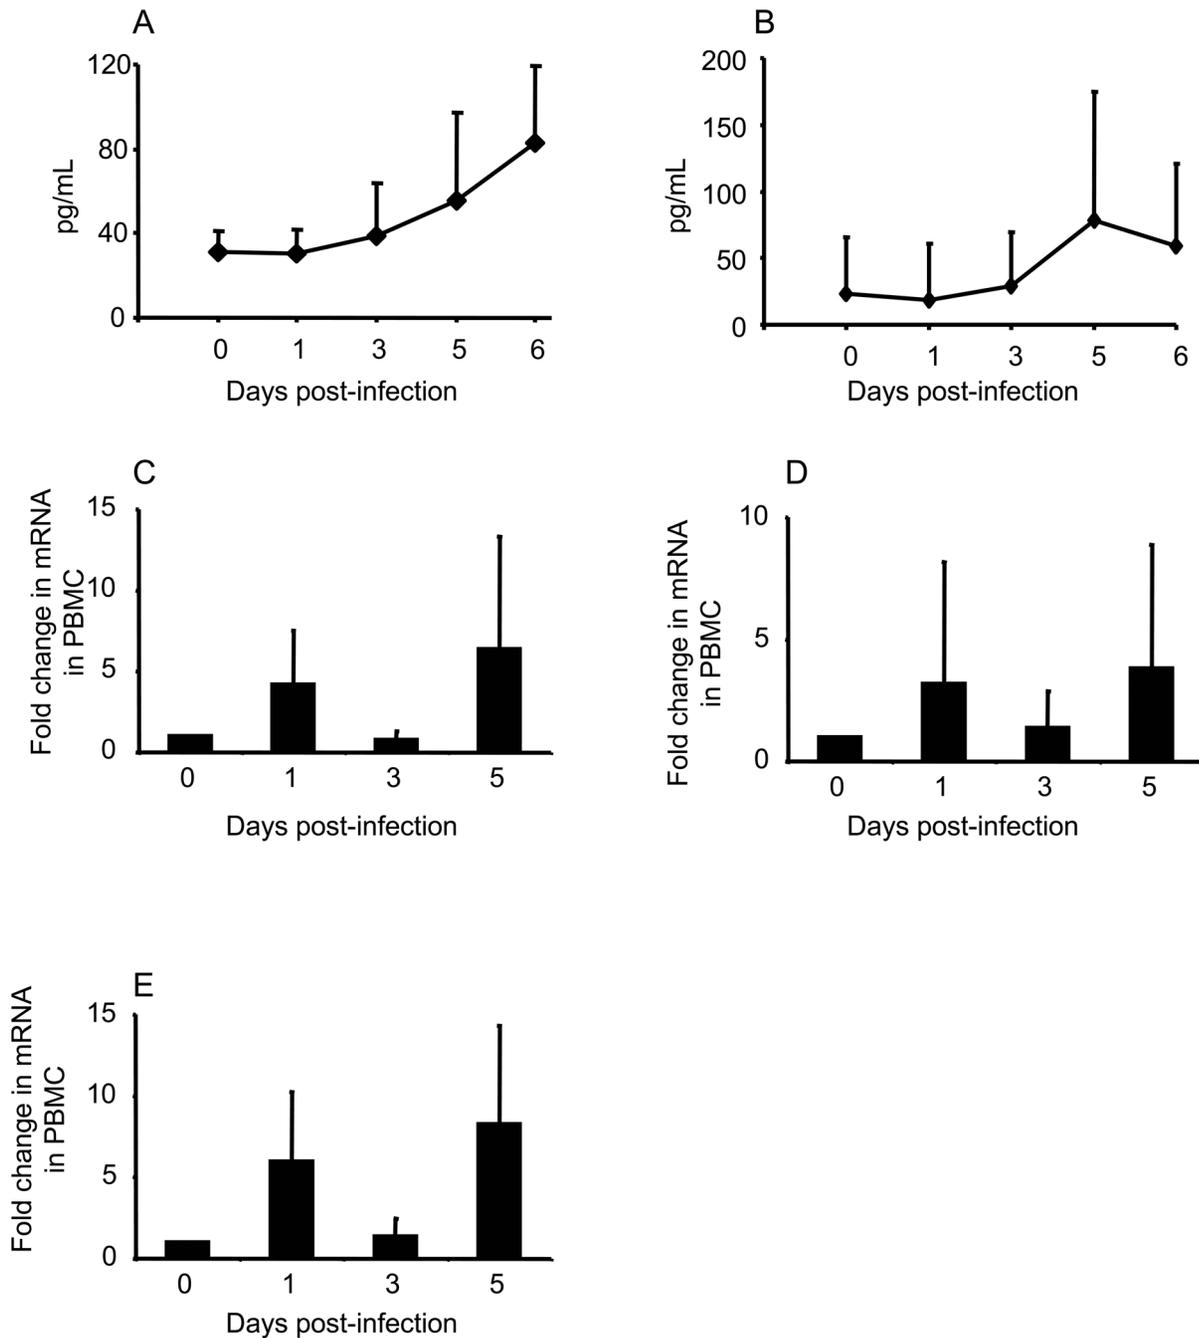 A
120
80
40
0
pg/mL
0 1 3 5 6
Days post-infection
B
200
150
100
50
0
pg/mL
0 1 3 5 6
Days post-infection
C
15
10
5
0
Fold change in mRNA
in PBMC
0 1 3 5
Days post-infection
D
10
5
0
Fold change in mRNA
in PBMC
0 1 3 5
Days post-infection
E
15
10
5
0
Fold change in mRNA
in PBMC
0 1 3 5
Days post-infection